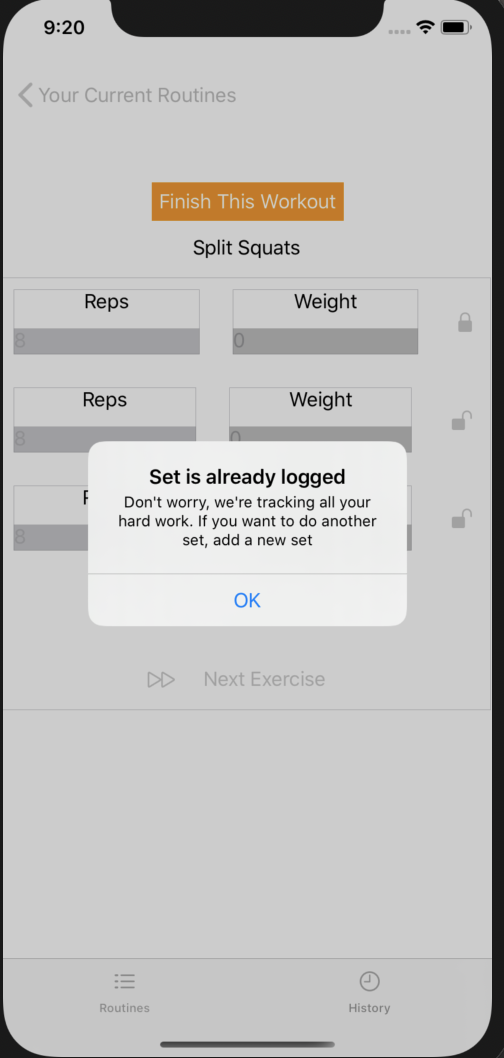 9:20
Your Current Routines
Finish This Workout
Split Squats
Reps Weight
8 0
Reps Weight
8 0
Set is already logged
Don't worry, we're tracking all your
hard work. If you want to do another
set, add a new set
8
OK
Next Exercise
Routines History